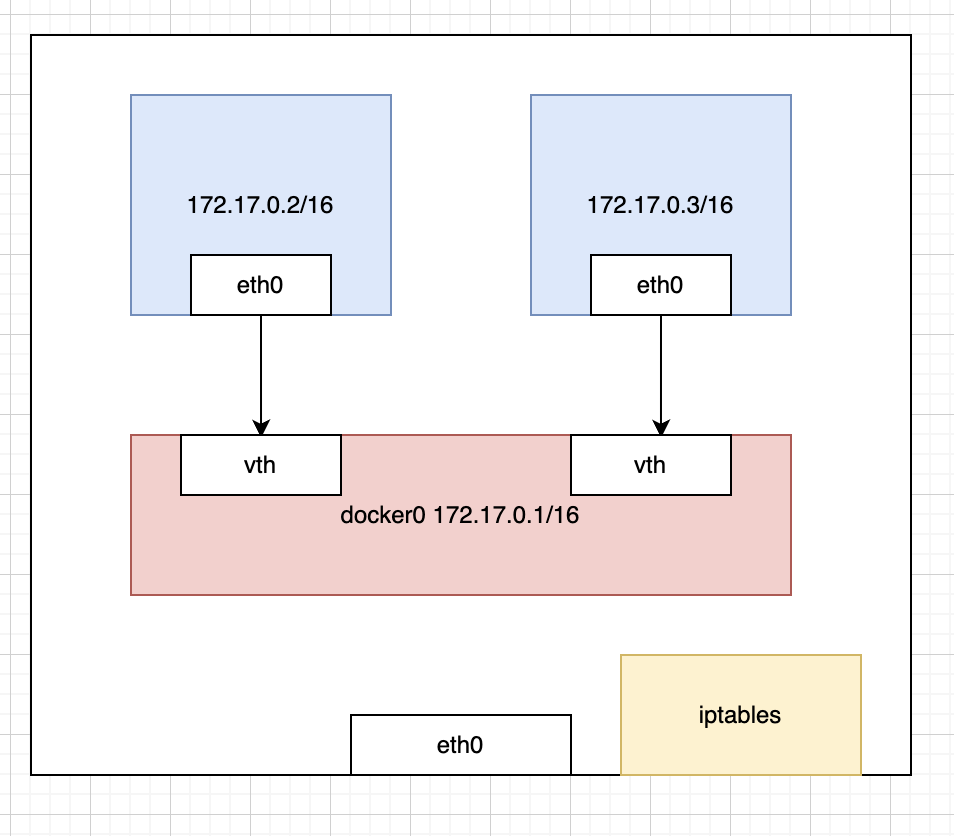 172.17.0.2/16
172.17.0.3/16
eth0
eth0
vth
vth
docker0 172.17.0.1/16
iptables
eth0